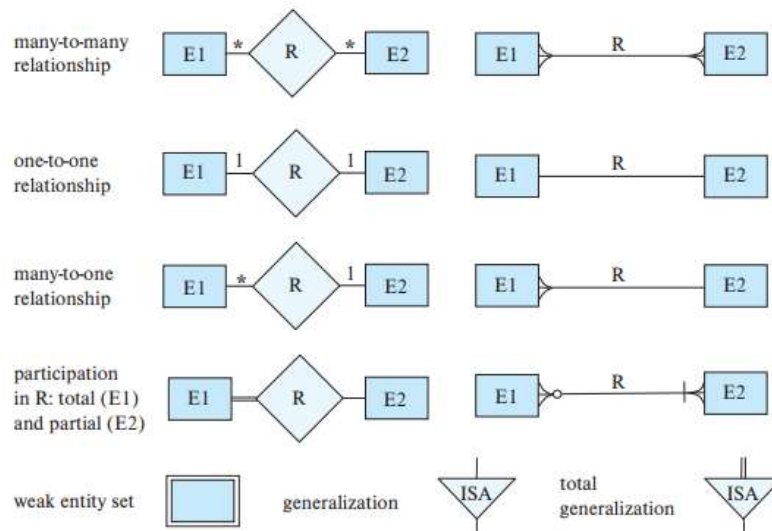 many-to-many
relationship
E1 * R * E2
E1 R E2
one-to-one
relationship
E1 1 R 1 E2
E1 R E2
many-to-one
relationship
E1 * R 1 E2
E1 R E2
participation
in R: total (E1)
and partial (E2)
E1 R E2
E1 R E2
weak entity set
generalization
ISA
total
generalization
ISA